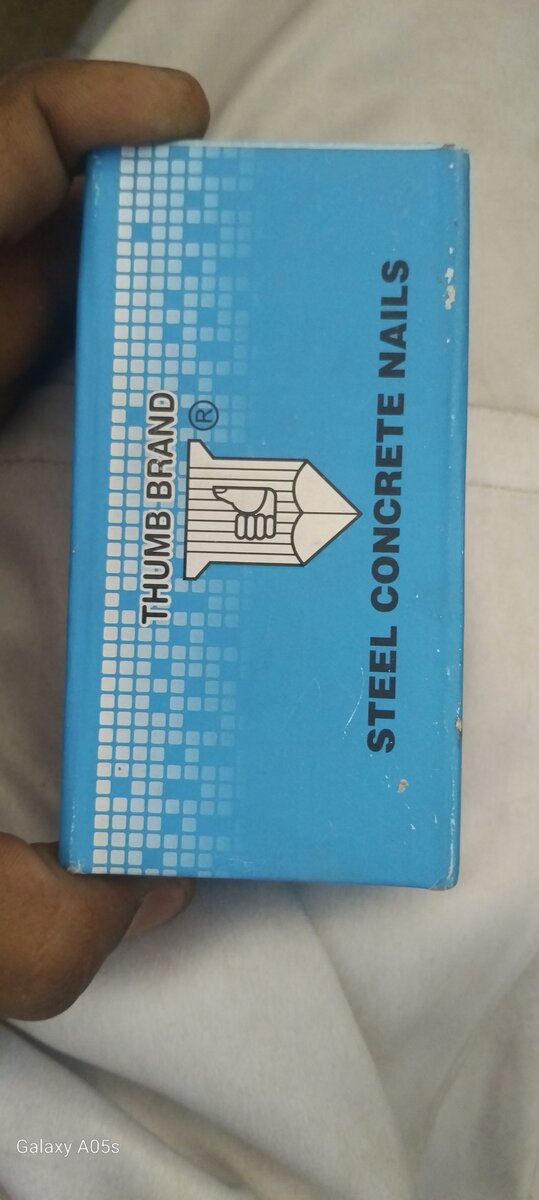 THUMB BRAND
®
STEEL CONCRETE NAILS
Galaxy A05s